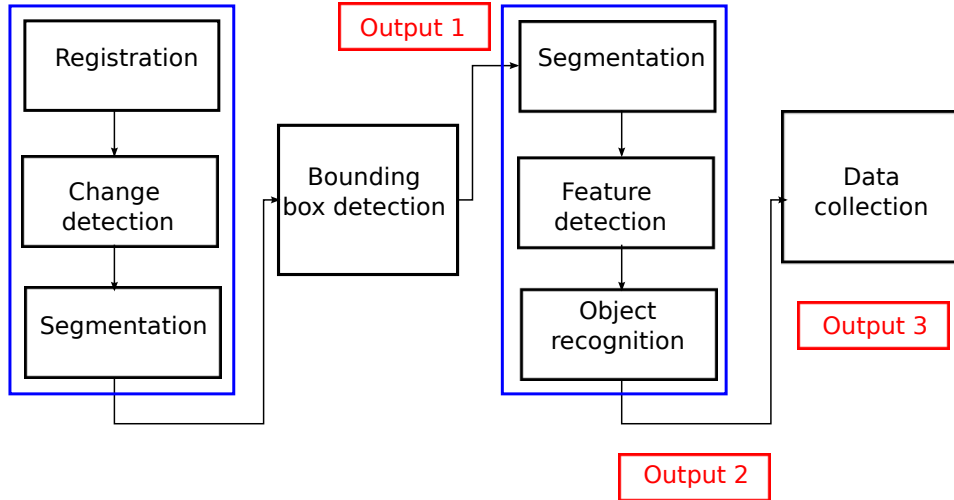 Registration
Change
detection
Segmentation
Bounding
box detection
Output 1
Segmentation
Feature
detection
Object
recognition
Output 2
Data
collection
Output 3